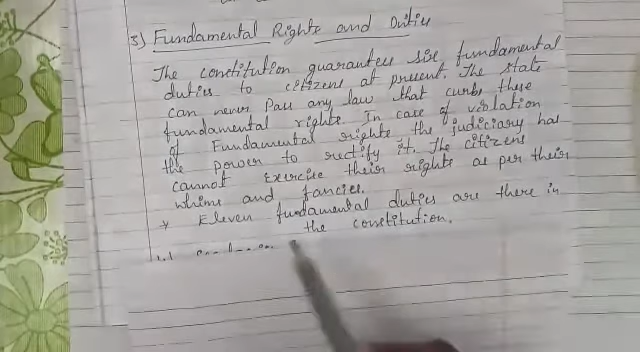 3) Fundamental Rights and Duties
The constitution guarantees six fundamental
duties to citizens at present. The State
can never Pass any law that curbs these
fundamental rights. In case of violation
of Fundamental rights, the judiciary has
the power to rectify it. The citizens
cannot Exercise their rights as per their
whims and fancies.
* Eleven fundamental duties are there in
the constitution.